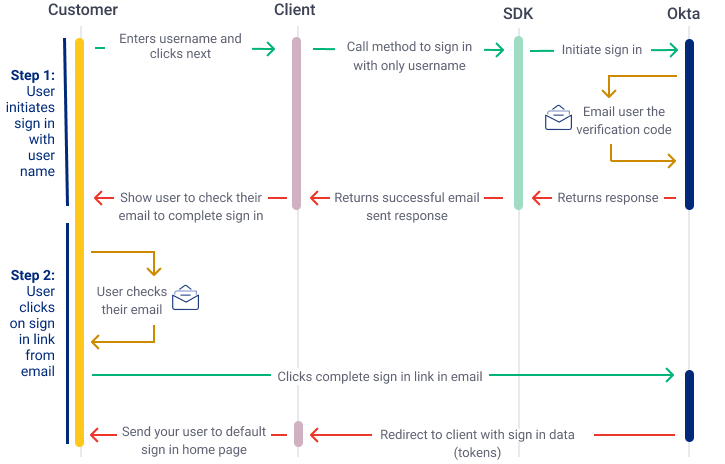 Customer
Client
SDK
Okta
Step 1:
User
initiates
sign in
with
user
name
Enters username and
clicks next
Call method to sign in
with only username
Initiate sign in
Email user the
verification code
Show user to check their
email to complete sign in
Returns successful email
sent response
Returns response
Step 2:
User
clicks
on sign
in link
from
email
User checks
their email
Clicks complete sign in link in email
Send your user to default
sign in home page
Redirect to client with sign in data
(tokens)